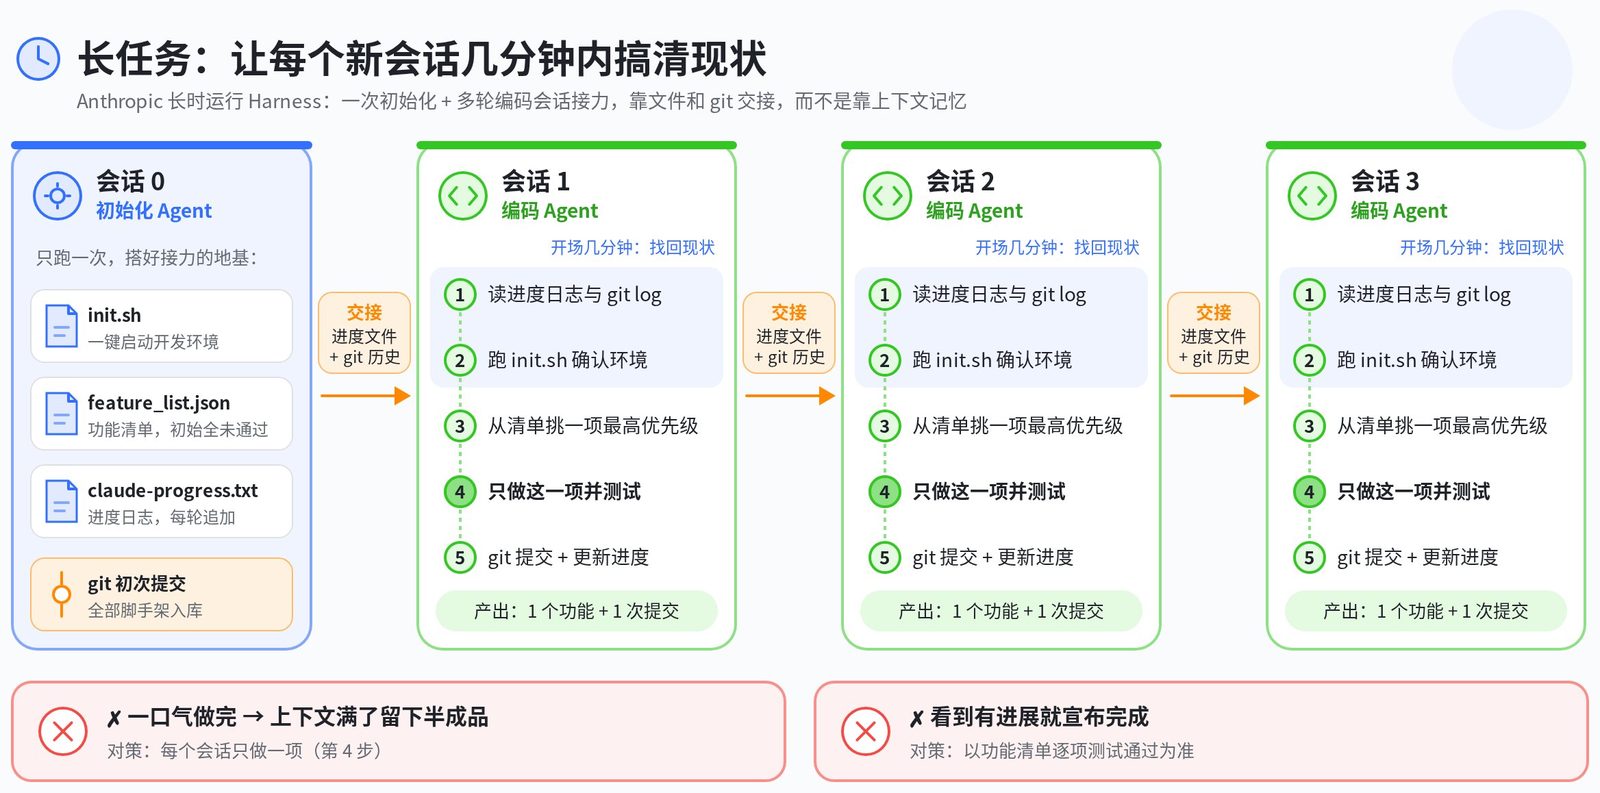 长任务：让每个新会话几分钟内搞清现状
Anthropic 长时运行 Harness：一次初始化 + 多轮编码会话接力，靠文件和 git 交接，而不是靠上下文记忆
会话 0
初始化 Agent
只跑一次，搭好接力的地基：
init.sh
一键启动开发环境
feature_list.json
功能清单，初始全未通过
claude-progress.txt
进度日志，每轮追加
git 初次提交
全部脚手架入库
交接
进度文件
+ git 历史
会话 1
编码 Agent
开场几分钟：找回现状
1 读进度日志与 git log
2 跑 init.sh 确认环境
3 从清单挑一项最高优先级
4 只做这一项并测试
5 git 提交 + 更新进度
产出：1 个功能 + 1 次提交
交接
进度文件
+ git 历史
会话 2
编码 Agent
开场几分钟：找回现状
1 读进度日志与 git log
2 跑 init.sh 确认环境
3 从清单挑一项最高优先级
4 只做这一项并测试
5 git 提交 + 更新进度
产出：1 个功能 + 1 次提交
交接
进度文件
+ git 历史
会话 3
编码 Agent
开场几分钟：找回现状
1 读进度日志与 git log
2 跑 init.sh 确认环境
3 从清单挑一项最高优先级
4 只做这一项并测试
5 git 提交 + 更新进度
产出：1 个功能 + 1 次提交
✗ 一口气做完 → 上下文满了留下半成品
对策：每个会话只做一项（第 4 步）
✗ 看到有进展就宣布完成
对策：以功能清单逐项测试通过为准